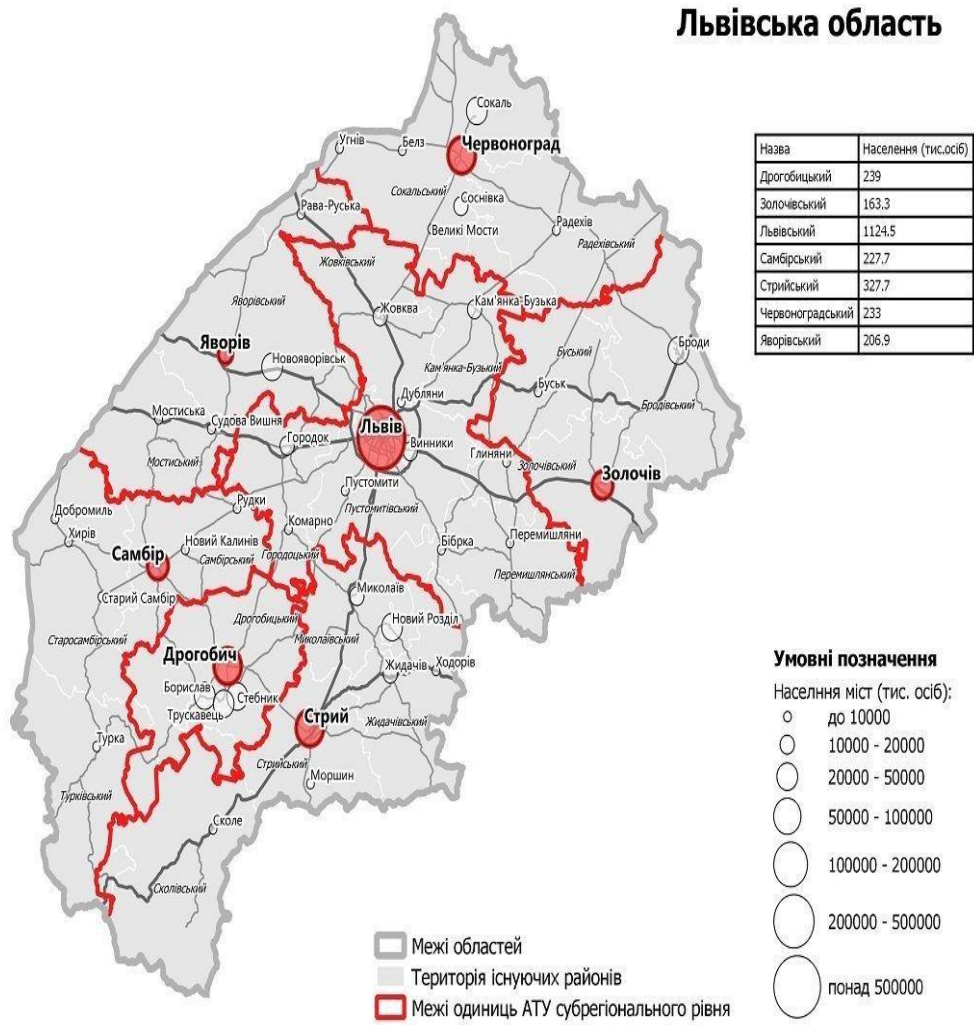 Львівська область
Назва Населення (тис.осіб)
Дрогобицький 239
Золочівський 163.3
Львівський 1124.5
Самбірський 227.7
Стрийський 327.7
Червоноградський 233
Яворівський 206.9
Сокаль
Червоноград
Угнів
Белз
Сокальський
Соснівка
Рава-Руська
Великі Мости
Радехів
Радехівський
Жовківський
Яворівський
Жовква
Кам'янка-Бузька
Яворів
Новояворівськ
Кам'янка-Бузький
Буський
Броди
Дубляни
Буськ
Бродівський
Мостиська
Судова Вишня
Городок
Львів
Винники
Мостиський
Глиняни
Золочівський
Золочів
Пустомити
Пустомитівський
Рудки
Добромиль
Хирів
Комарно
Новий Калинів
Самбір
Самбірський
Городоцький
Бібрка
Перемишляни
Перемишлянський
Старий Самбір
Миколаїв
Новий Розділ
Дрогобицький
Миколаївський
Старосамбірський
Дрогобич
Жидачів
Ходорів
Борислав
Стебник
Трускавець
Стрий
Жидачівський
Турка
Стрийський
Моршин
Турківський
Сколе
Сколівський
Умовні позначення
Населння міст (тис. осіб):
до 10000
10000 - 20000
20000 - 50000
50000 - 100000
100000 - 200000
200000 - 500000
понад 500000
Межі областей
Територія існуючих районів
Межі одиниць АТУ субрегіонального рівня